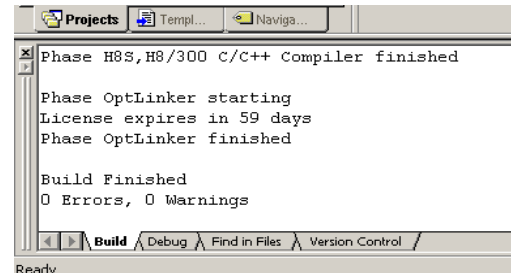 Projects Templ... Naviga...
Phase H8S,H8/300 C/C++ Compiler finished
Phase OptLinker starting
License expires in 59 days
Phase OptLinker finished
Build Finished
0 Errors, 0 Warnings
Build Debug Find in Files Version Control
Ready